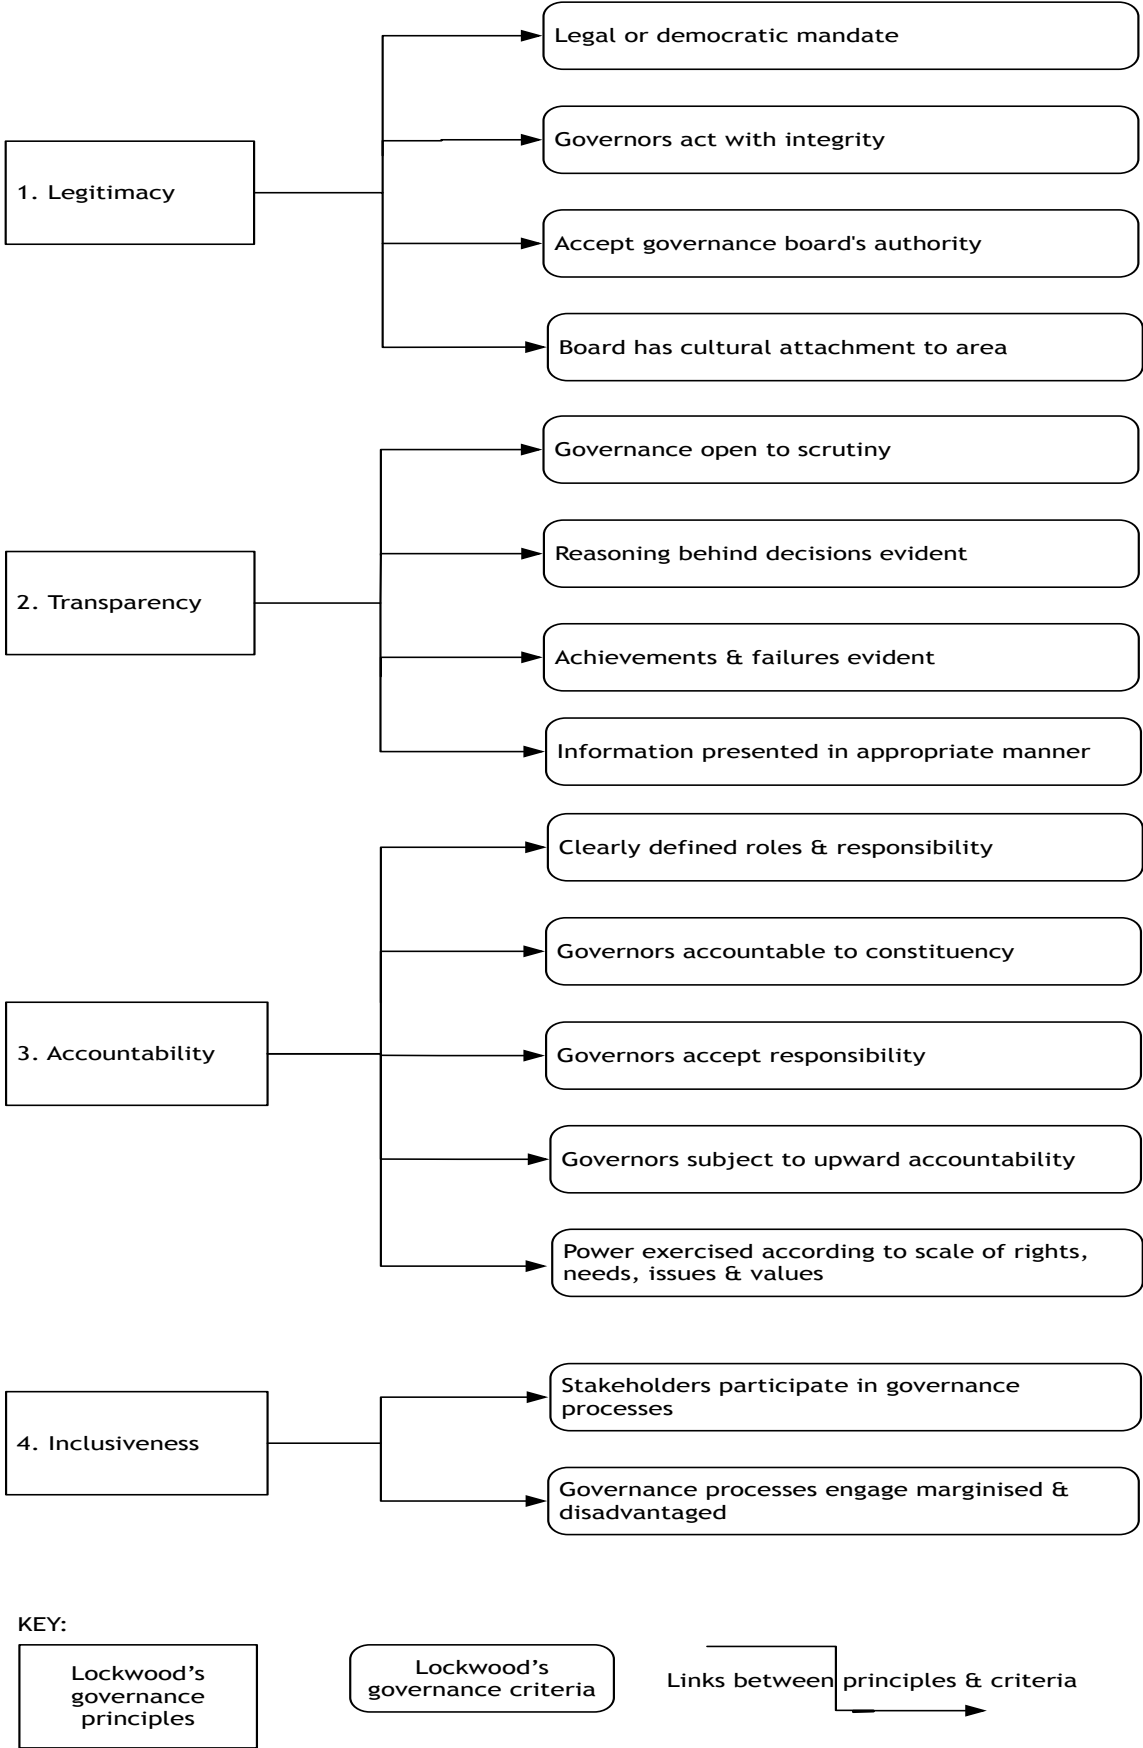 Legal or democratic mandate
Governors act with integrity
1. Legitimacy
Accept governance board's authority
Board has cultural attachment to area
Governance open to scrutiny
Reasoning behind decisions evident
2. Transparency
Achievements & failures evident
Information presented in appropriate manner
Clearly defined roles & responsibility
Governors accountable to constituency
3. Accountability
Governors accept responsibility
Governors subject to upward accountability
Power exercised according to scale of rights,
needs, issues & values
Stakeholders participate in governance
processes
4. Inclusiveness
Governance processes engage marginised &
disadvantaged
KEY:
Lockwood’s
governance
principles
Lockwood’s
governance criteria
Links between principles & criteria